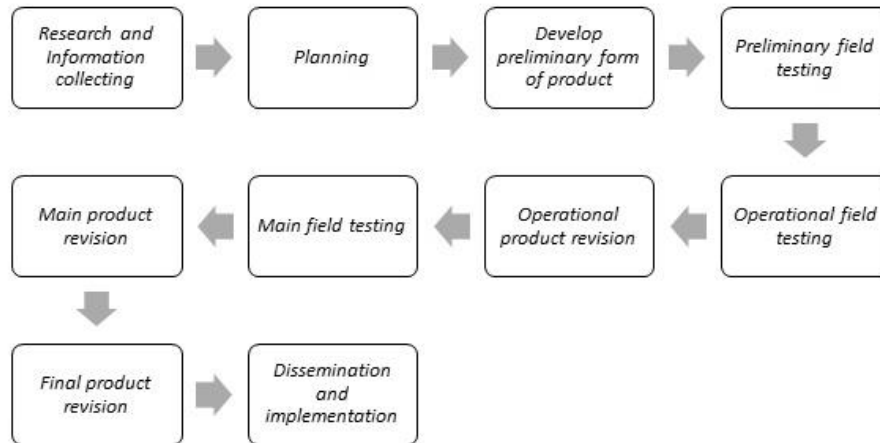 Research and
Information
collecting
Planning
Develop
preliminary form
of product
Preliminary field
testing
Operational field
testing
Operational
product revision
Main field testing
Main product
revision
Final product
revision
Dissemination
and
implementation